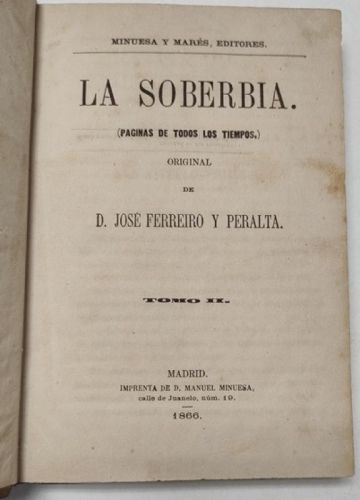 MINUESA Y MARÉS, EDITORES.
LA SOBERBIA.
(PAGINAS DE TODOS LOS TIEMPOS.)
ORIGINAL
DE
D. JOSÉ FERREIRO Y PERALTA.
TOMO II.
MADRID.
IMPRENTA DE D. MANUEL MINUESA,
calle de Juanelo, núm. 19.
1866.